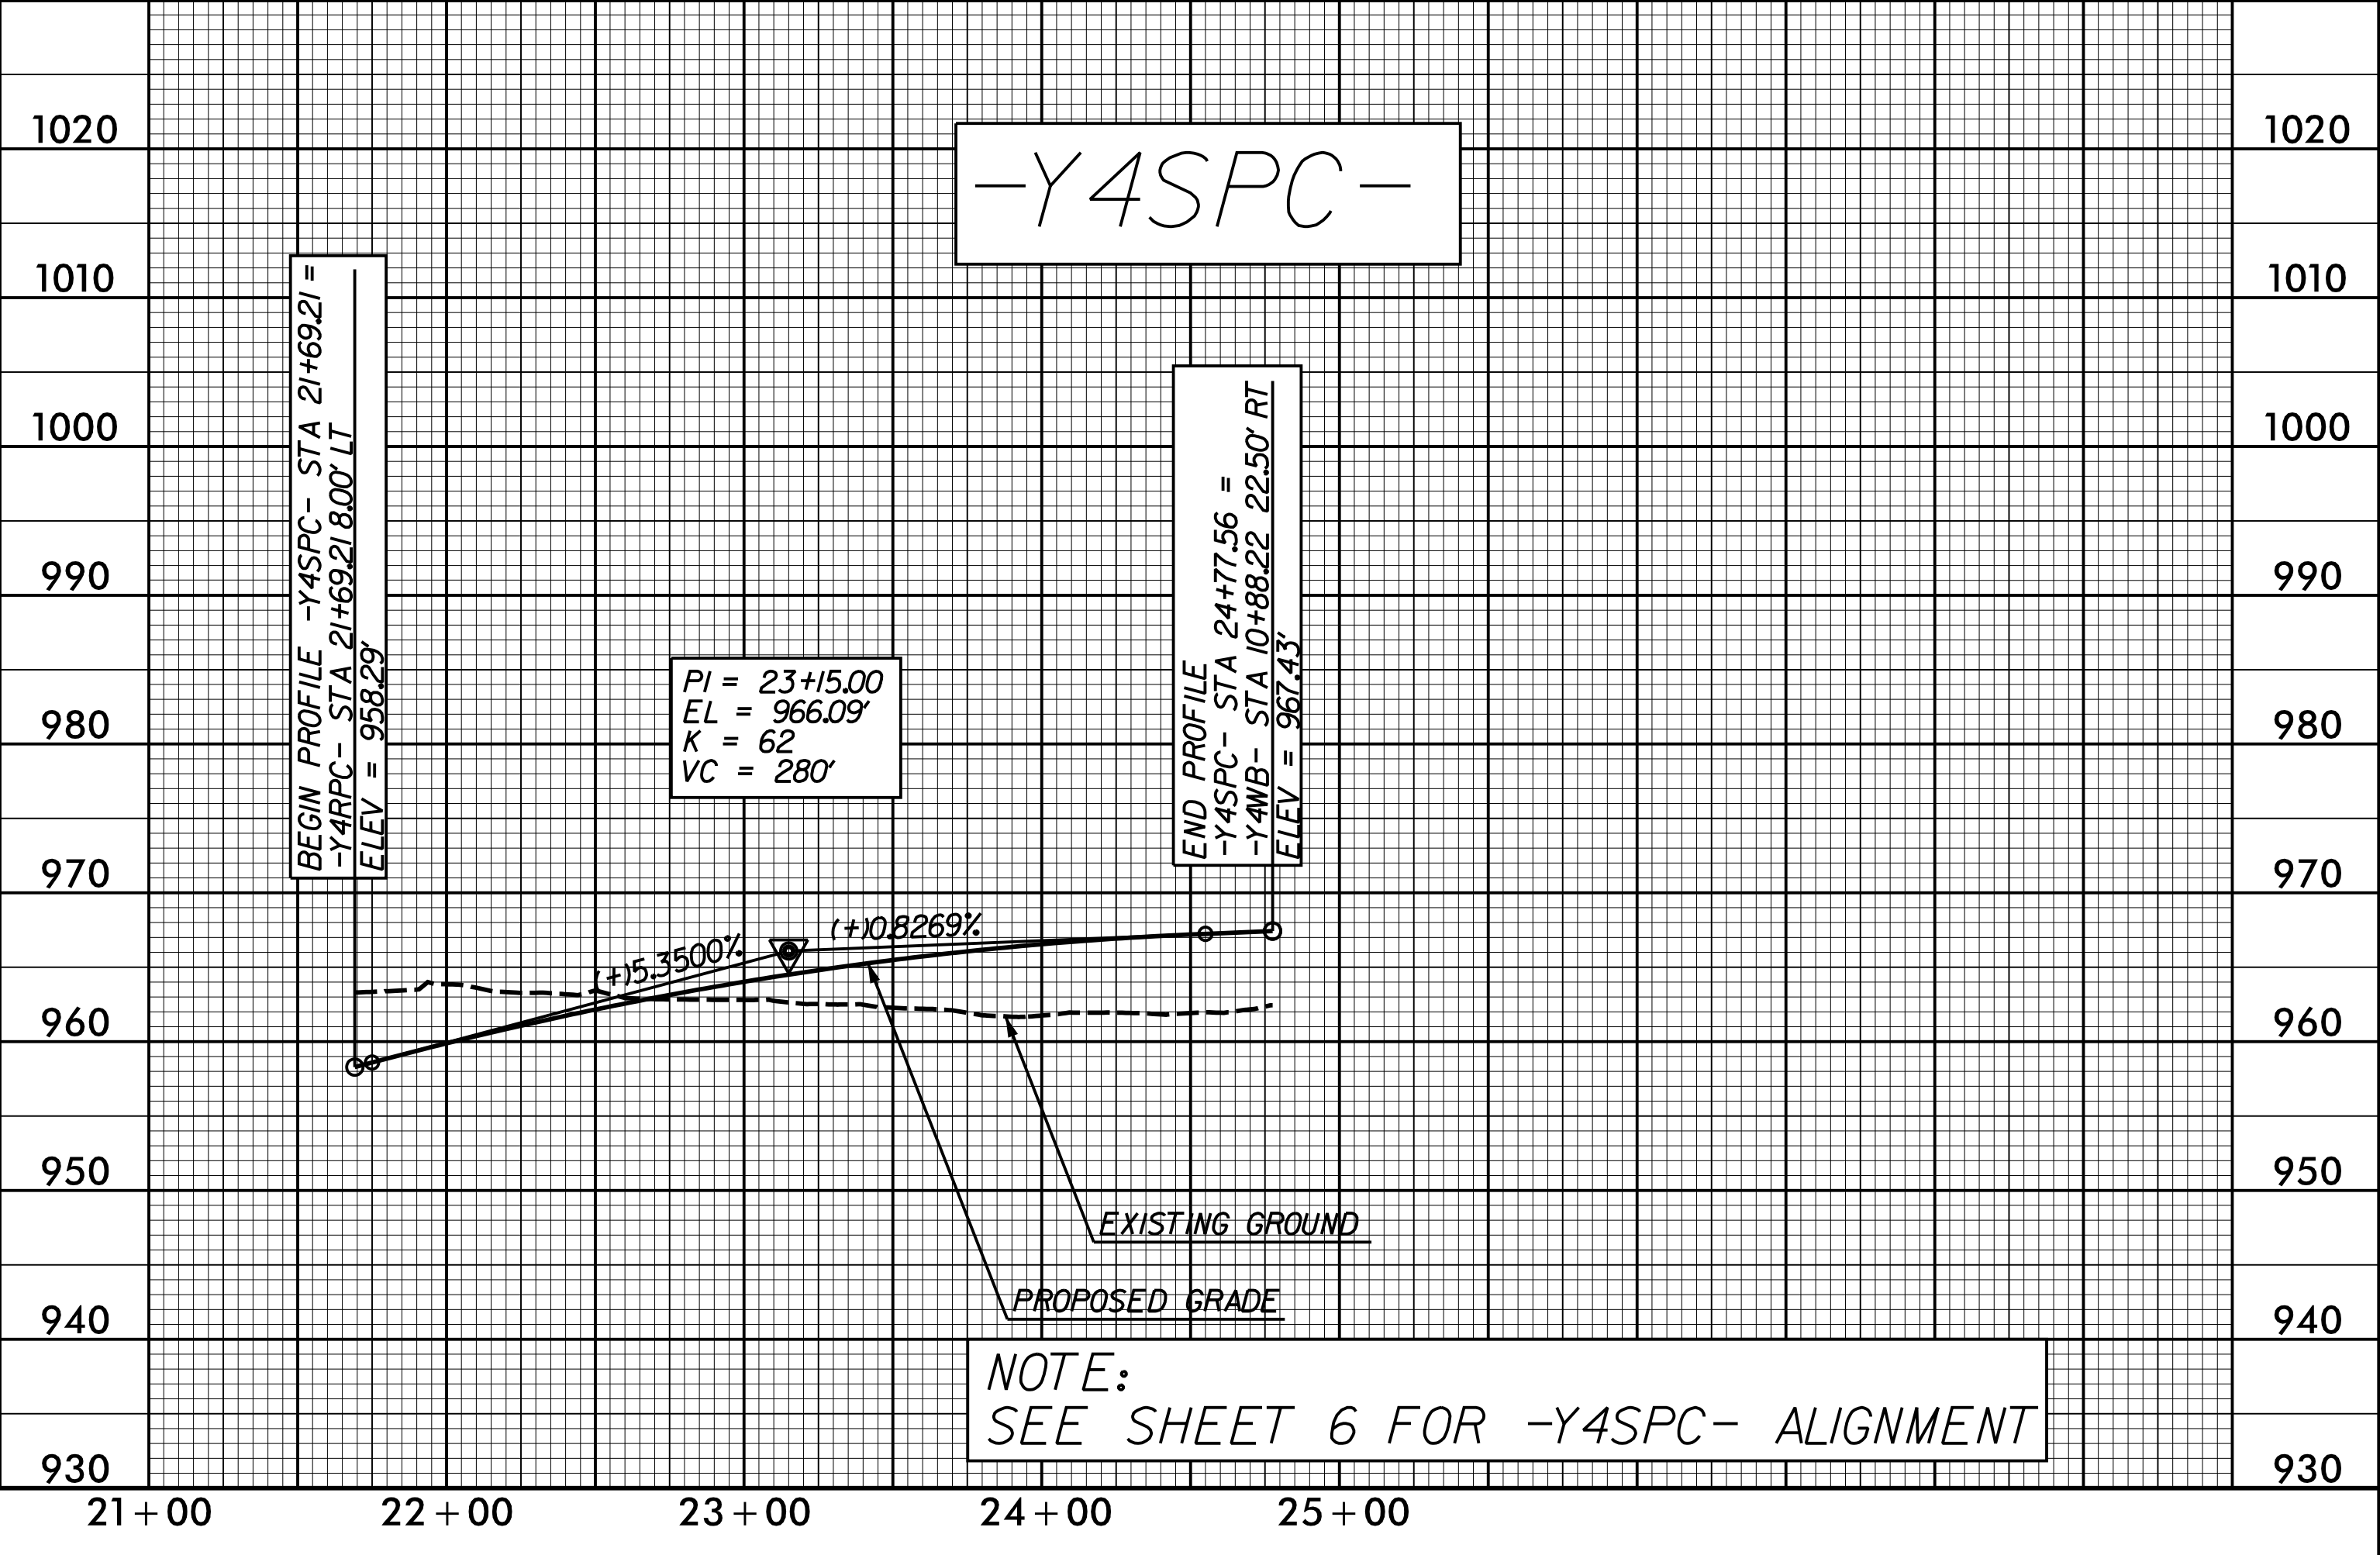 -Y4SPC-
1020 1020
1010 1010
1000 1000
990 990
980 980
970 970
960 960
950 950
940 940
930 930
BEGIN PROFILE -Y4SPC- STA 21+69.21 =
-Y4RPC- STA 21+69.21 8.00' LT
ELEV = 958.29'
PI = 23+15.00
EL = 966.09'
K = 62
VC = 280'
END PROFILE
-Y4SPC- STA 24+77.56 =
-Y4WB- STA 10+88.22 22.50' RT
ELEV = 967.43'
(+)5.3500%
(+)0.8269%
EXISTING GROUND
PROPOSED GRADE
NOTE:
SEE SHEET 6 FOR -Y4SPC- ALIGNMENT
21+00 22+00 23+00 24+00 25+00